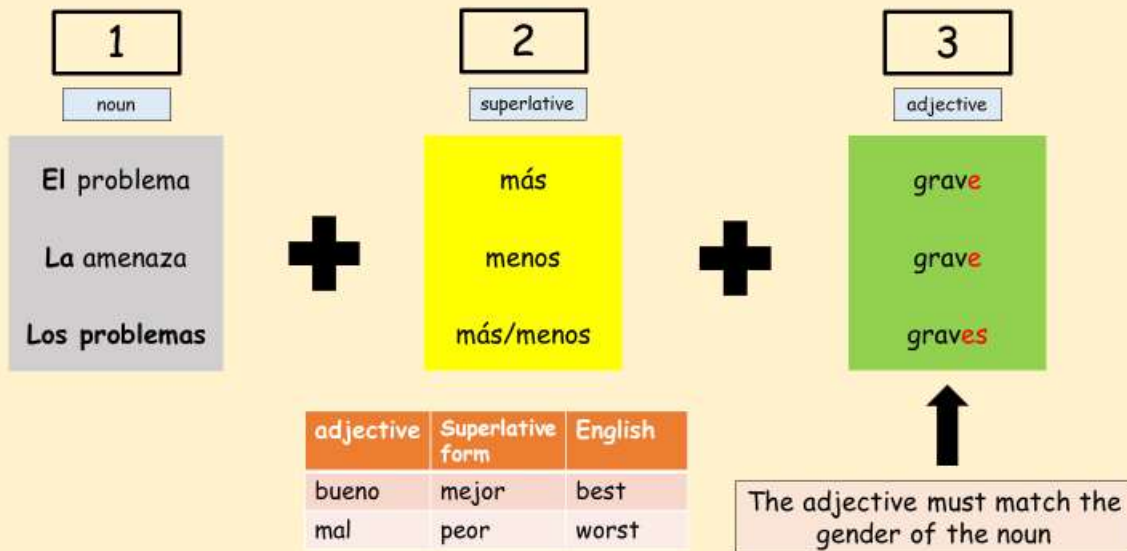 1
noun
El problema
La amenaza
Los problemas
2
superlative
más
menos
más/menos
3
adjective
grave
grave
graves
adjective Superlative form English
bueno mejor best
mal peor worst
The adjective must match the
gender of the noun